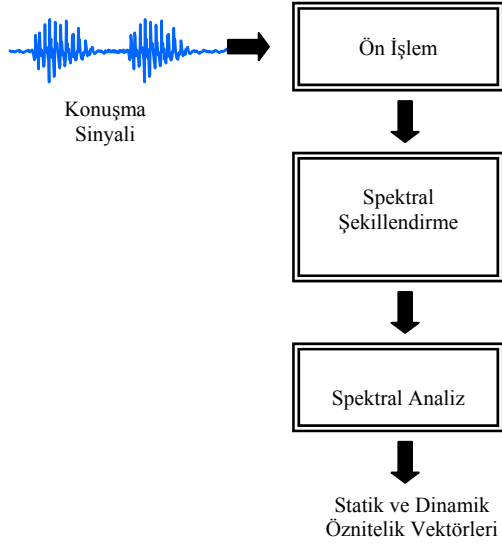 Ön İşlem
Konuşma
Sinyali
Spektral
Şekillendirme
Spektral Analiz
Statik ve Dinamik
Öznitelik Vektörleri